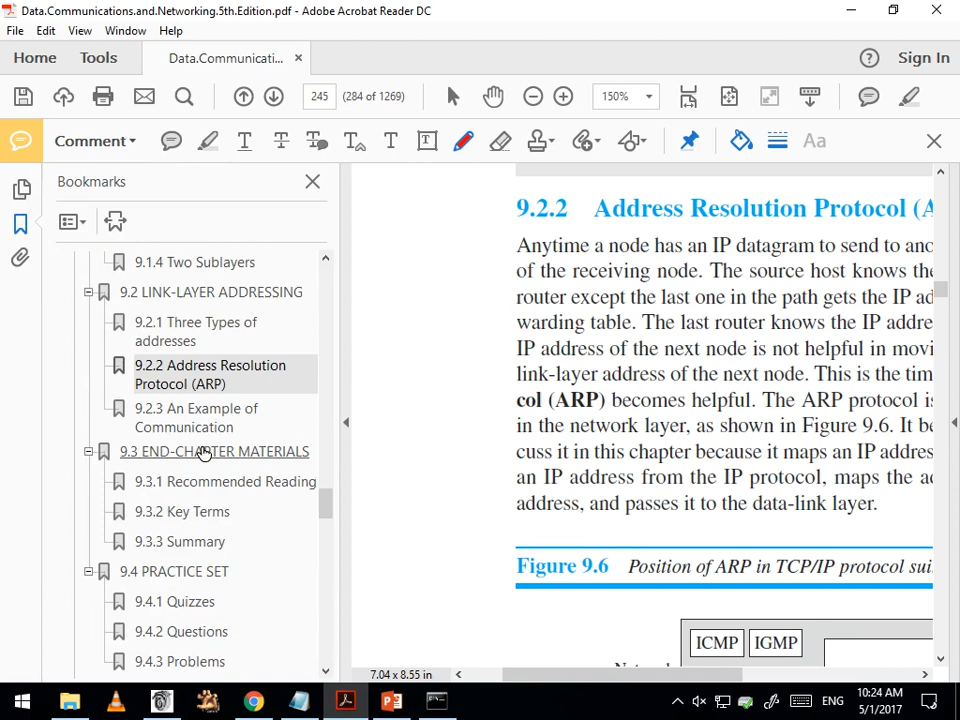 Data.Communications.and.Networking.5th.Edition.pdf - Adobe Acrobat Reader DC
File Edit View Window Help
Home Tools Data.Communicati... Sign In
245 (284 of 1269) 150%
Comment Aa
Bookmarks
9.1.4 Two Sublayers
9.2 LINK-LAYER ADDRESSING
9.2.1 Three Types of
addresses
9.2.2 Address Resolution
Protocol (ARP)
9.2.3 An Example of
Communication
9.3 END-CHAPTER MATERIALS
9.3.1 Recommended Reading
9.3.2 Key Terms
9.3.3 Summary
9.4 PRACTICE SET
9.4.1 Quizzes
9.4.2 Questions
9.4.3 Problems
9.2.2 Address Resolution Protocol (A
Anytime a node has an IP datagram to send to ano
of the receiving node. The source host knows the
router except the last one in the path gets the IP ad
warding table. The last router knows the IP addre
IP address of the next node is not helpful in movi
link-layer address of the next node. This is the tim
col (ARP) becomes helpful. The ARP protocol is
in the network layer, as shown in Figure 9.6. It be
cuss it in this chapter because it maps an IP addres
an IP address from the IP protocol, maps the ad
address, and passes it to the data-link layer.
Figure 9.6 Position of ARP in TCP/IP protocol sui
ICMP IGMP
7.04 x 8.55 in
ENG
10:24 AM
5/1/2017